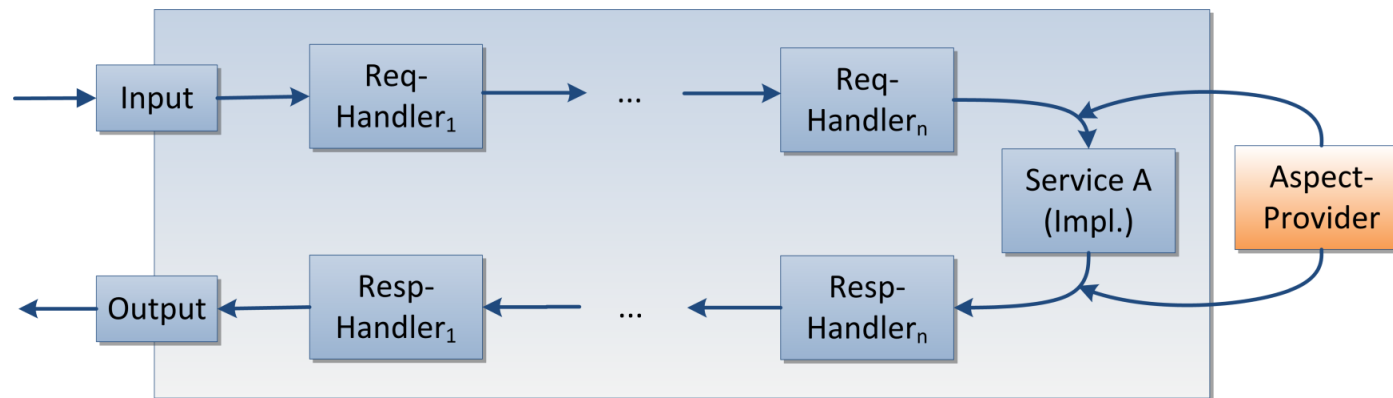 Input
Req-
Handler₁
...
Req-
Handlerₙ
Service A
(Impl.)
Aspect-
Provider
Output
Resp-
Handler₁
...
Resp-
Handlerₙ